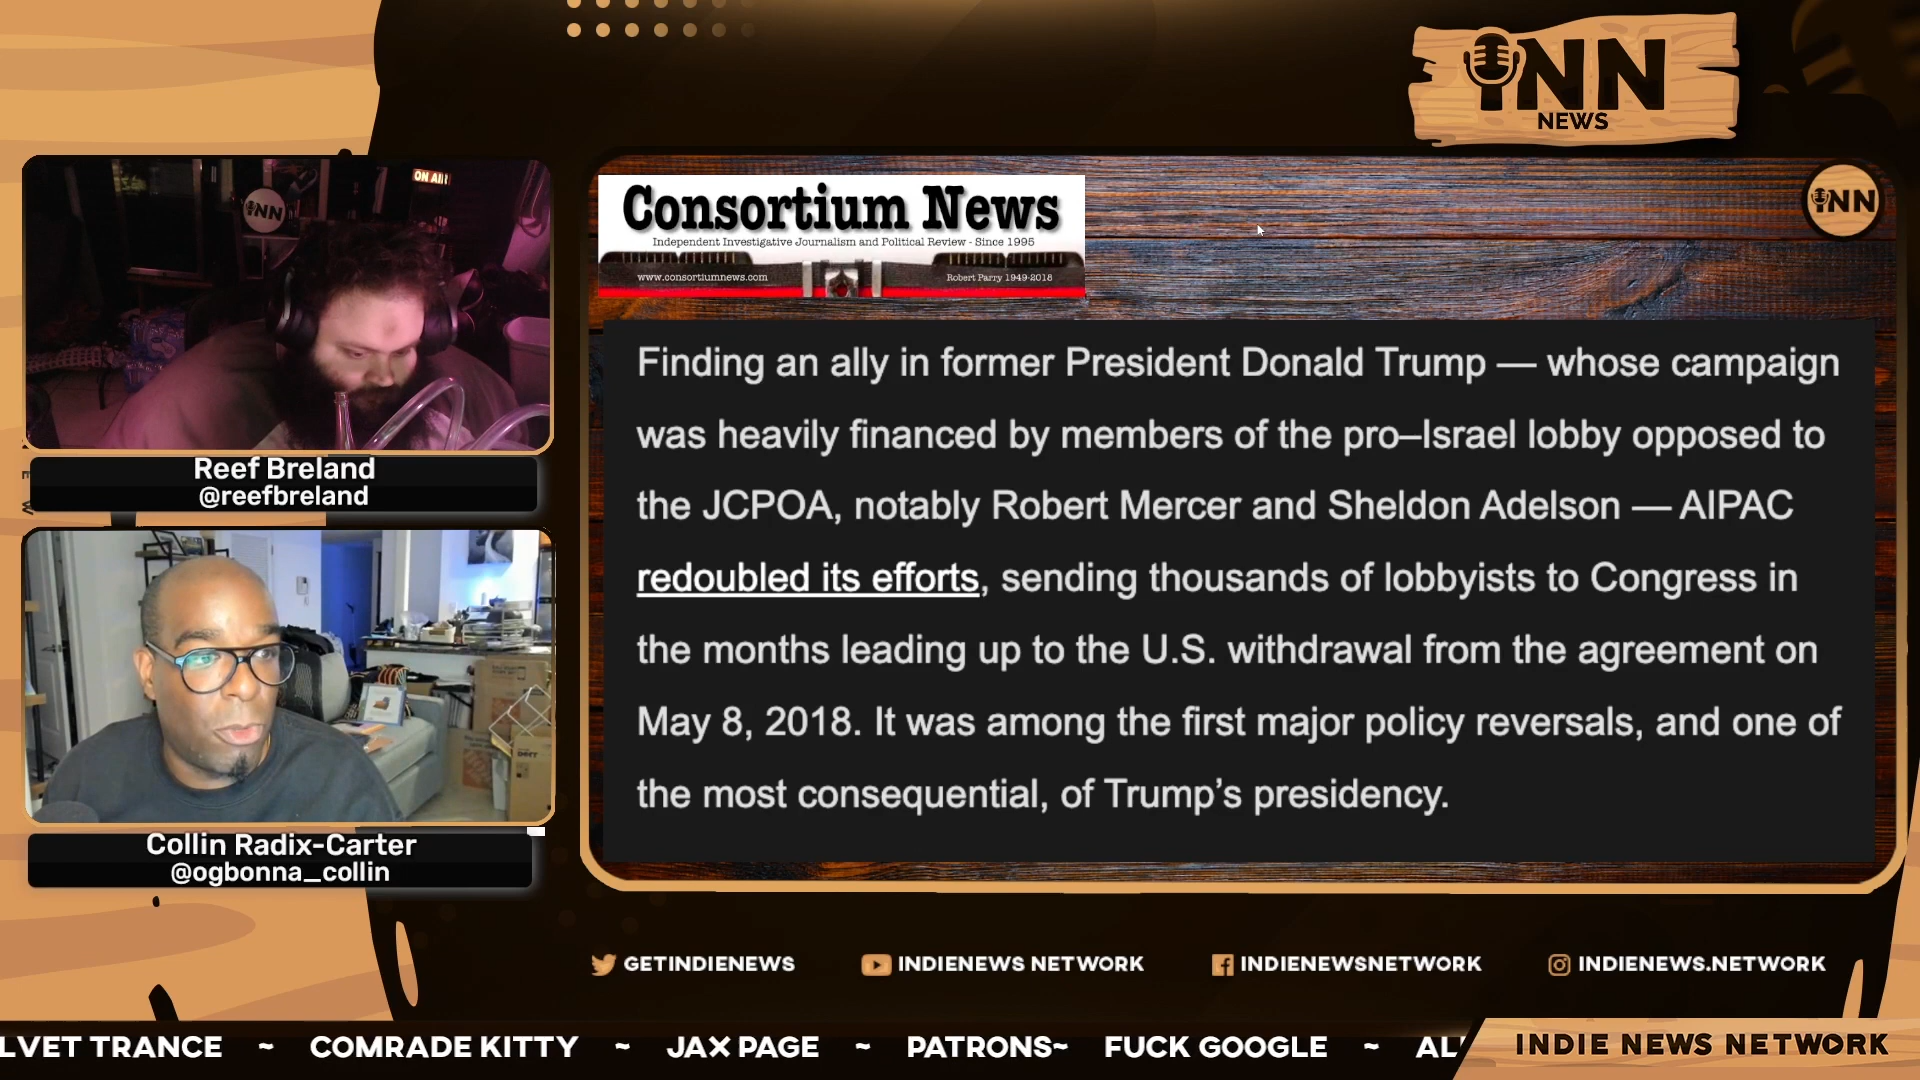 iNN
NEWS
ON AIR
iNN
Consortium News
Independent Investigative Journalism and Political Review - Since 1995
www.consortiumnews.com
Robert Parry 1949-2018
iNN
Finding an ally in former President Donald Trump — whose campaign
was heavily financed by members of the pro–Israel lobby opposed to
the JCPOA, notably Robert Mercer and Sheldon Adelson — AIPAC
redoubled its efforts, sending thousands of lobbyists to Congress in
the months leading up to the U.S. withdrawal from the agreement on
May 8, 2018. It was among the first major policy reversals, and one of
the most consequential, of Trump’s presidency.
Reef Breland
@reefbreland
Collin Radix-Carter
@ogbonna_collin
GETINDIENEWS
INDIENEWS NETWORK
INDIENEWSNETWORK
INDIENEWS.NETWORK
LVET TRANCE ~ COMRADE KITTY ~ JAX PAGE ~ PATRONS~ FUCK GOOGLE ~ AL
INDIE NEWS NETWORK